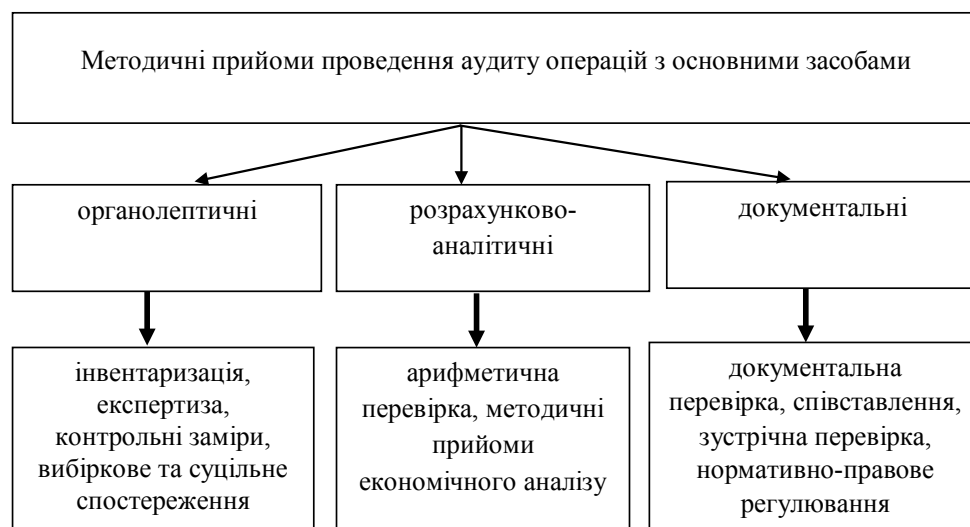 Методичні прийоми проведення аудиту операцій з основними засобами
органолептичні
розрахунково-
аналітичні
документальні
інвентаризація,
експертиза,
контрольні заміри,
вибіркове та суцільне
спостереження
арифметична
перевірка, методичні
прийоми
економічного аналізу
документальна
перевірка, співставлення,
зустрічна перевірка,
нормативно-правове
регулювання